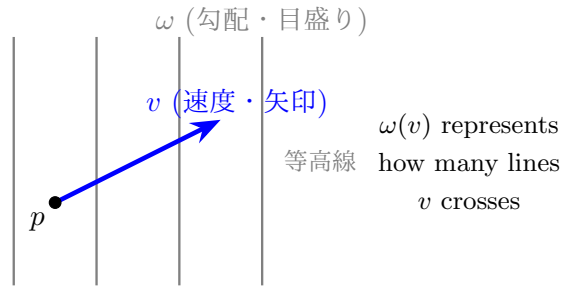 ω (勾配・目盛り)
v (速度・矢印)
ω(v) represents
等高線
how many lines
v crosses
p